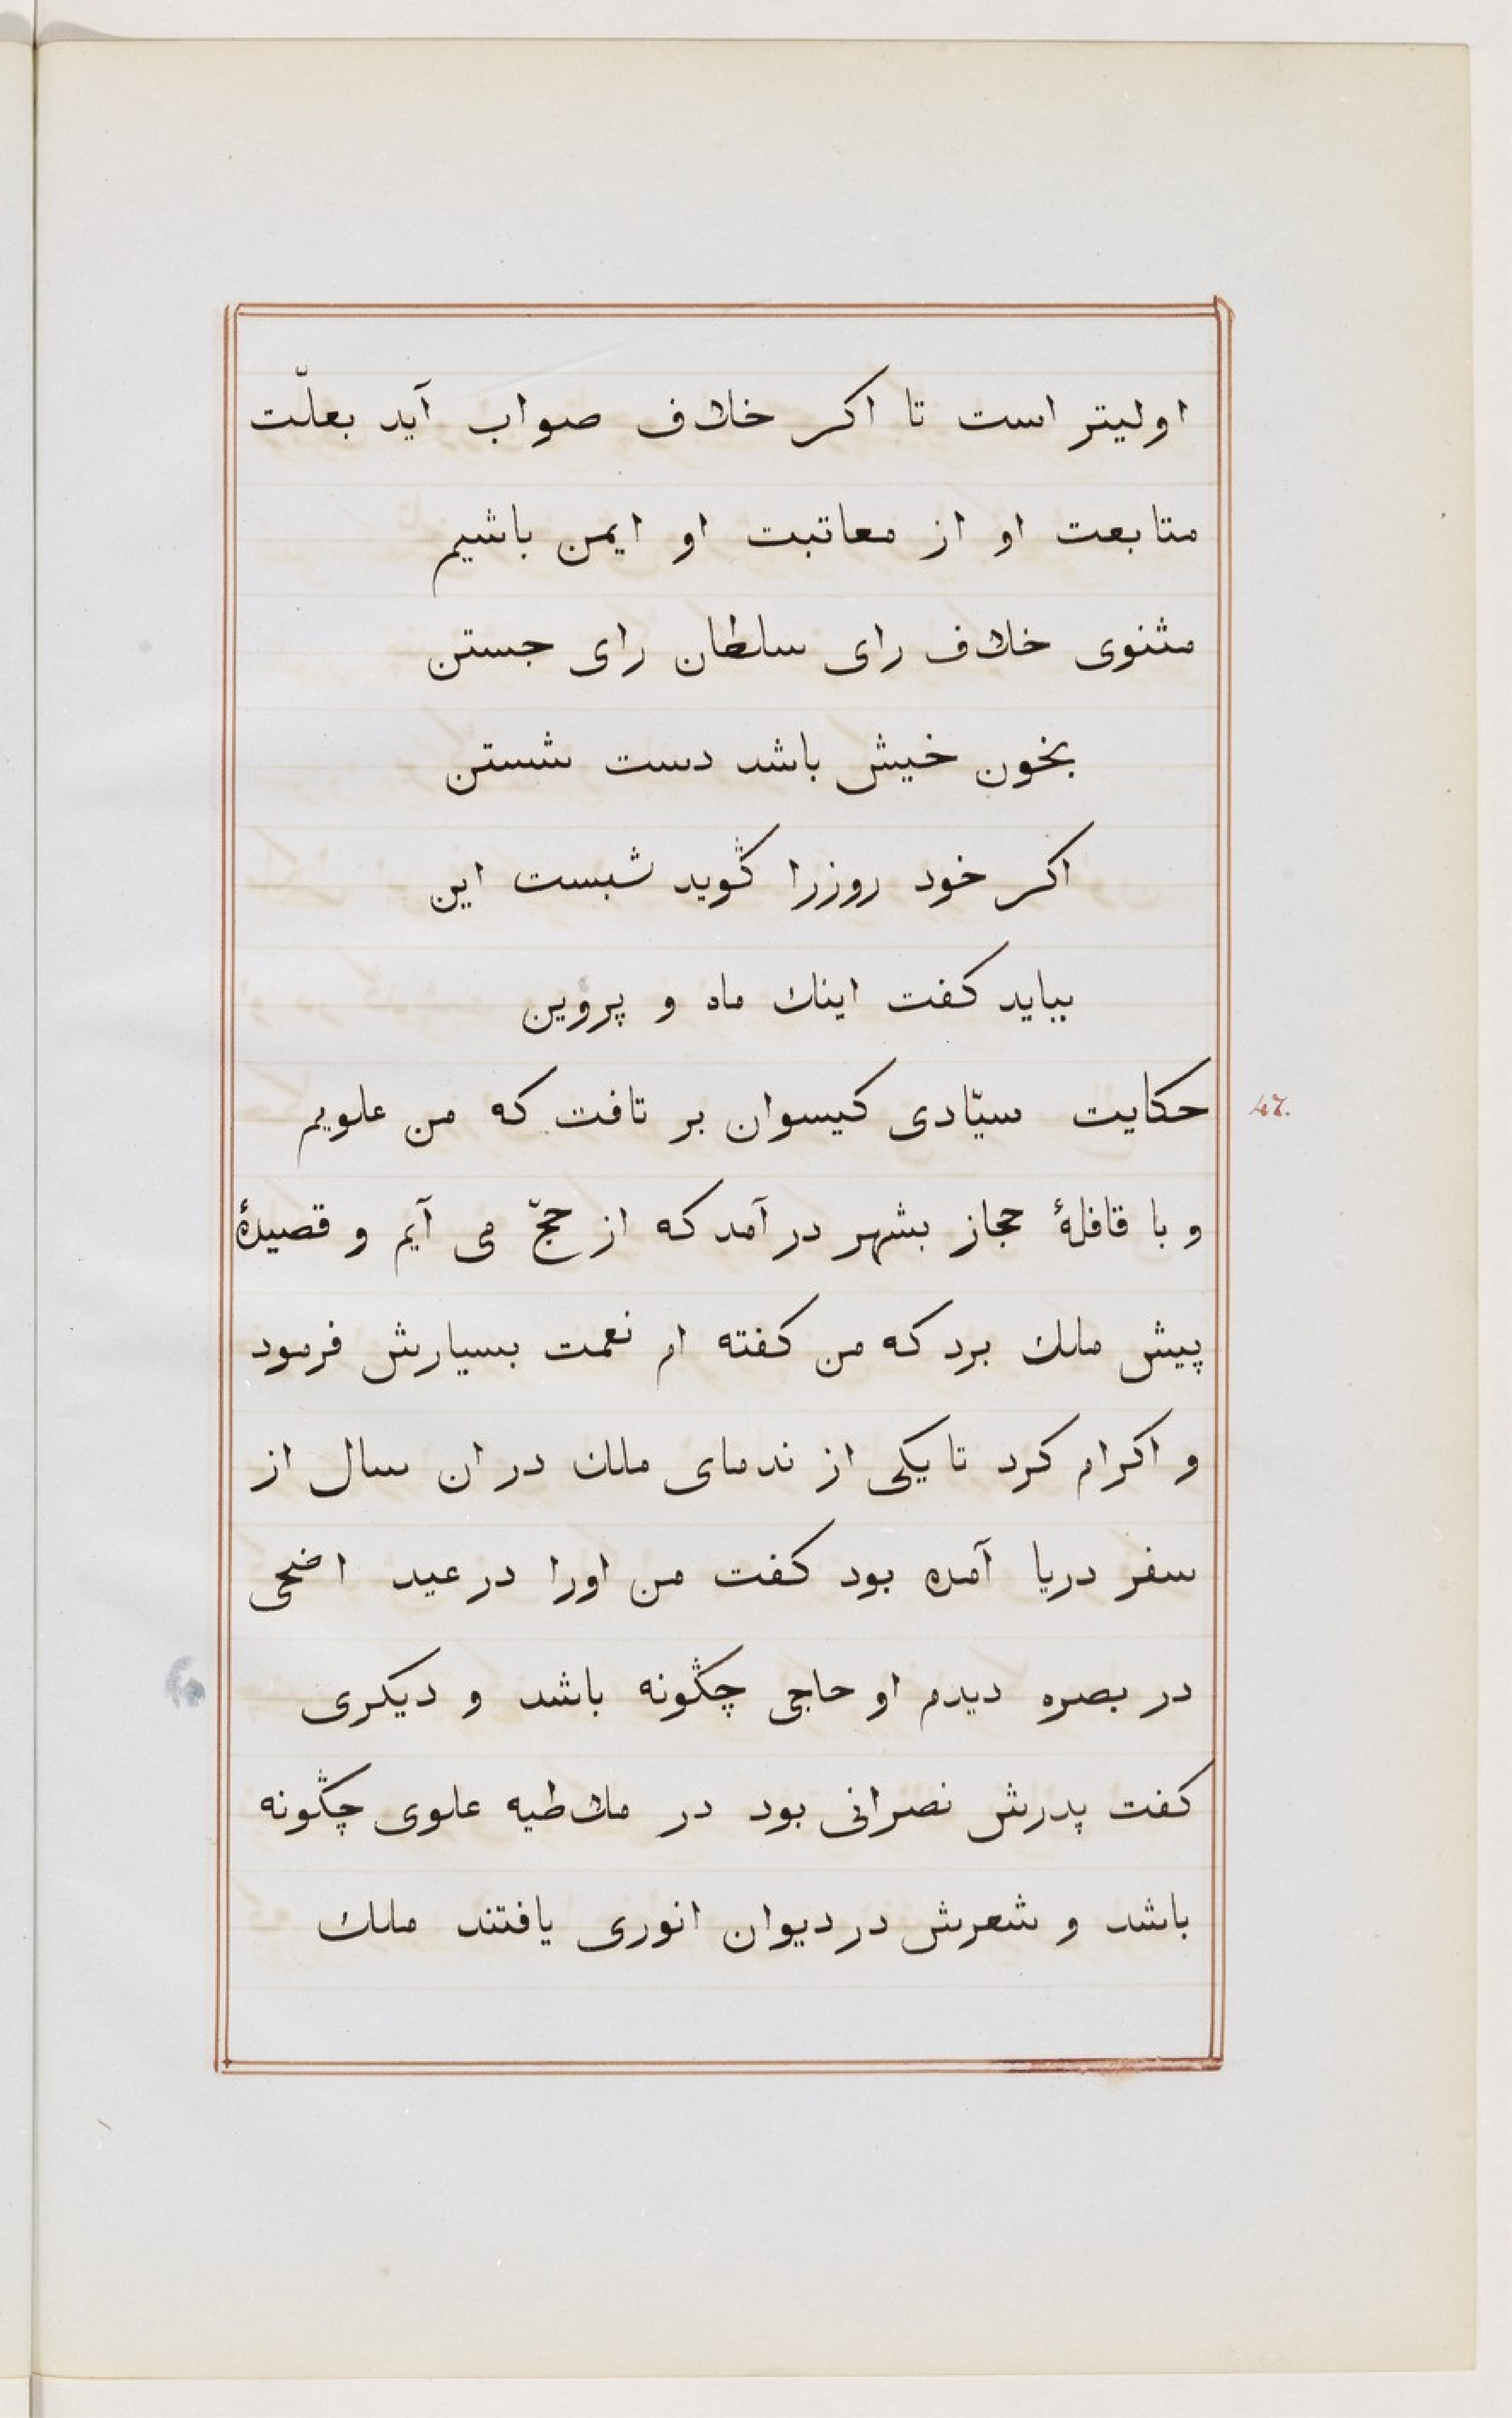 اولیتر است تا اکر خلاف صواب آید بعلّت
متابعت او از معاتبت او ایمن باشیم
مثنوی خلاف رای سلطان رای جستن
بخون خیش باشد دست شستن
اکر خود روزرا ڭوید شبست این
بباید کفت اینك ماه و پروین
حکایت سیّادی کیسوان بر تافت که من علویم
47.
و با قافلهٔ حجاز بشهر در آمد که از حجّ می آیم و قصیدهٔ
پیش ملك برد که من کفته ام نعمت بسیارش فرمود
و اکرام کرد تا یکی از ندمای ملك در ان سال از
سفر دریا آمده بود کفت من اورا در عید اضحی
در بصره دیدم او حاجی چڭونه باشد و دیکری
کفت پدرش نصرانی بود در ملاطیه علوی چڭونه
باشد و شعرش در دیوان انوری یافتند ملك